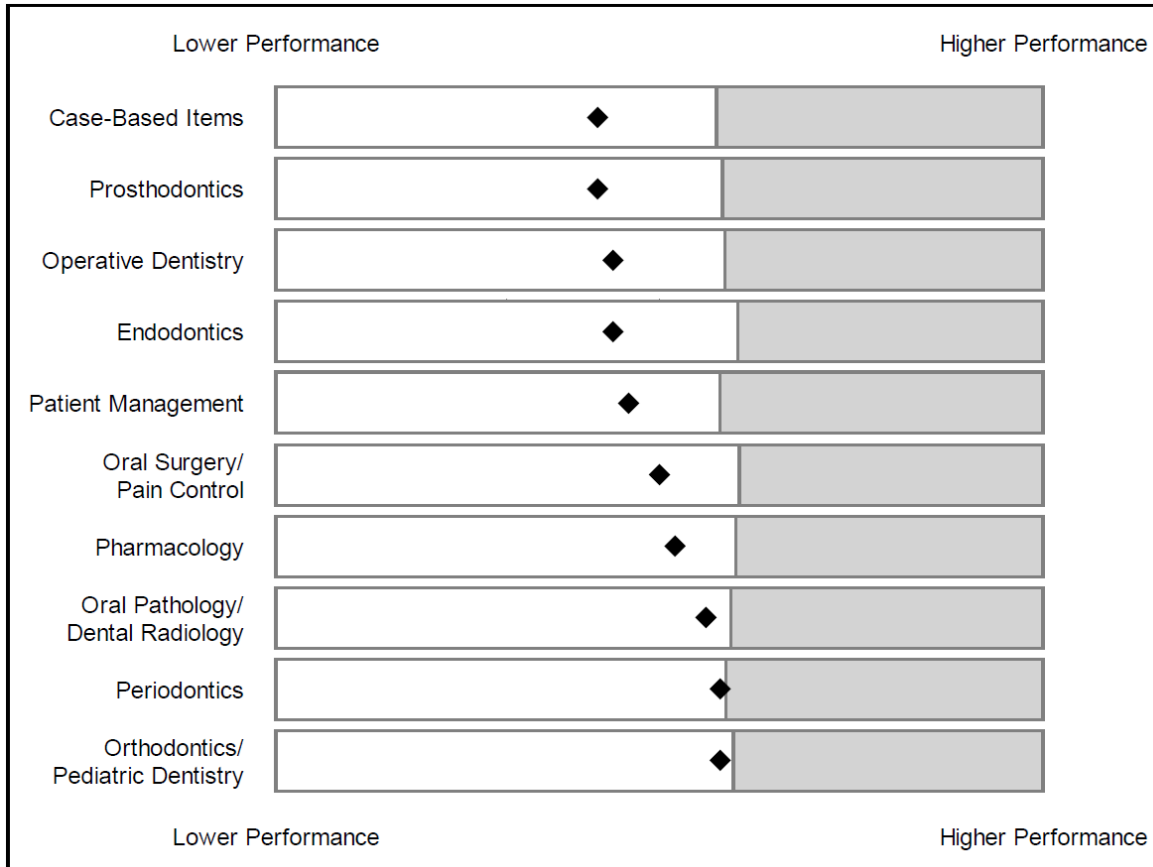 Lower Performance
Higher Performance
Case-Based Items
Prosthodontics
Operative Dentistry
Endodontics
Patient Management
Oral Surgery/
Pain Control
Pharmacology
Oral Pathology/
Dental Radiology
Periodontics
Orthodontics/
Pediatric Dentistry
Lower Performance
Higher Performance